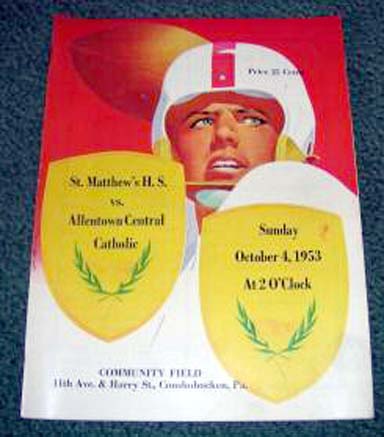 Price 25 Cents
St. Matthew's H. S.
vs.
Allentown Central
Catholic
Sunday
October 4, 1953
At 2 O'Clock
COMMUNITY FIELD
11th Ave. & Harry St., Conshohocken, Pa.